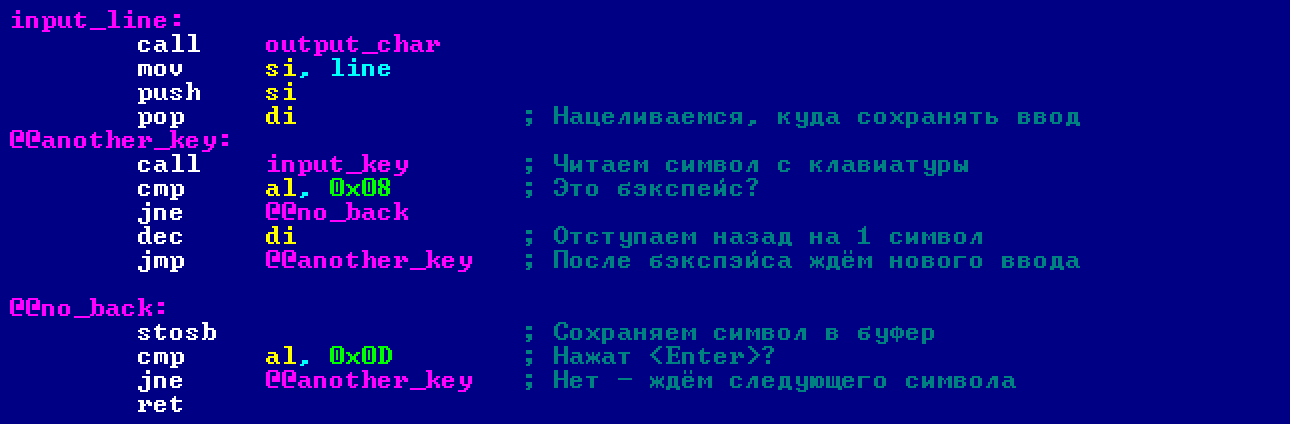 input_line:
call output_char
mov si, line
push si
pop di ; Нацеливаемся, куда сохранять ввод
@@another_key:
call input_key ; Читаем символ с клавиатуры
cmp al, 0x08 ; Это бэкспейс?
jne @@no_back
dec di ; Отступаем назад на 1 символ
jmp @@another_key ; После бэкспэйса ждём нового ввода
@@no_back:
stosb ; Сохраняем символ в буфер
cmp al, 0x0D ; Нажат <Enter>?
jne @@another_key ; Нет — ждём следующего символа
ret